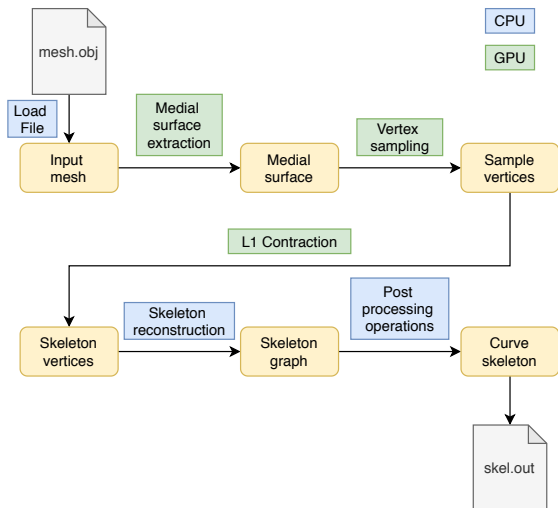 mesh.obj
CPU
GPU
Load
File
Medial
surface
extraction
Vertex
sampling
Input
mesh
Medial
surface
Sample
vertices
L1 Contraction
Skeleton
reconstruction
Post
processing
operations
Skeleton
vertices
Skeleton
graph
Curve
skeleton
skel.out